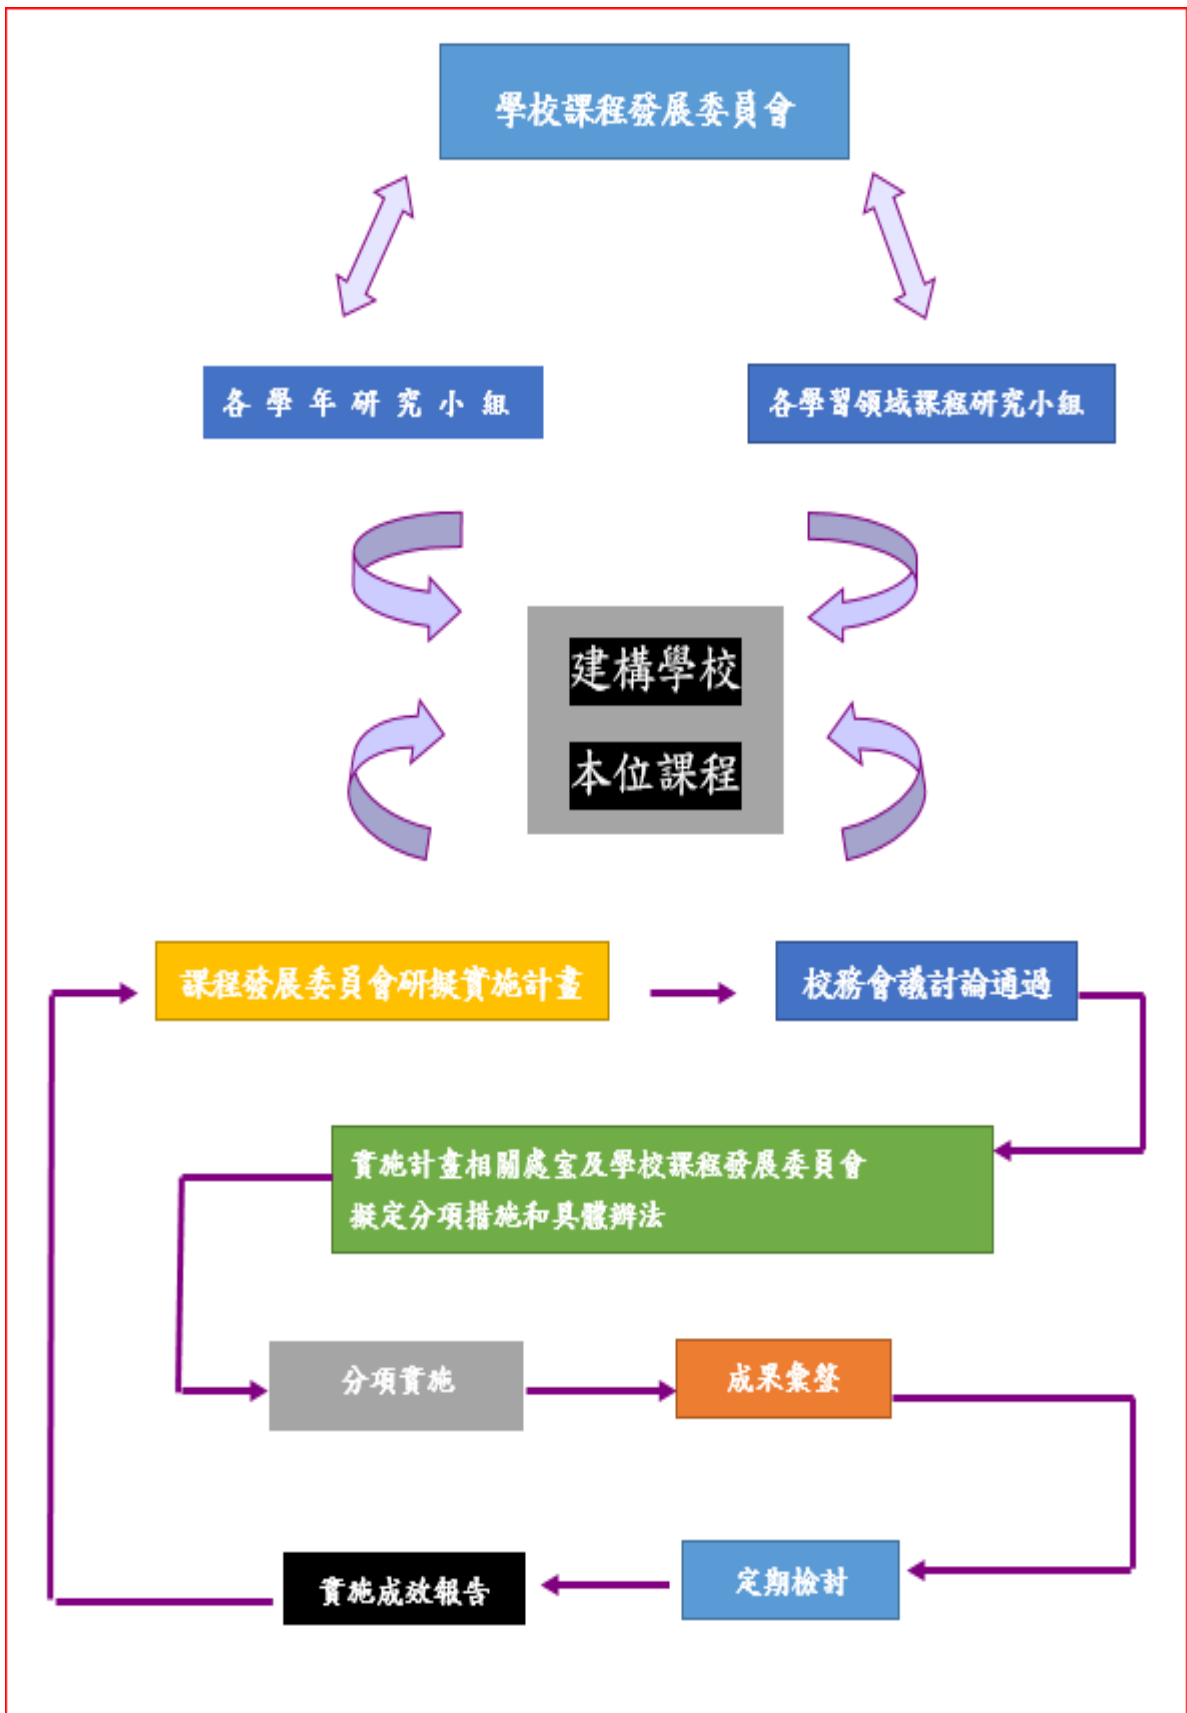 學校課程發展委員會
各學年研究小組
各學習領域課程研究小組
建構學校
本位課程
課程發展委員會研擬實施計畫
校務會議討論通過
實施計畫相關處室及學校課程發展委員會
擬定分項措施和具體辦法
分項實施
成果彙整
定期檢討
實施成效報告